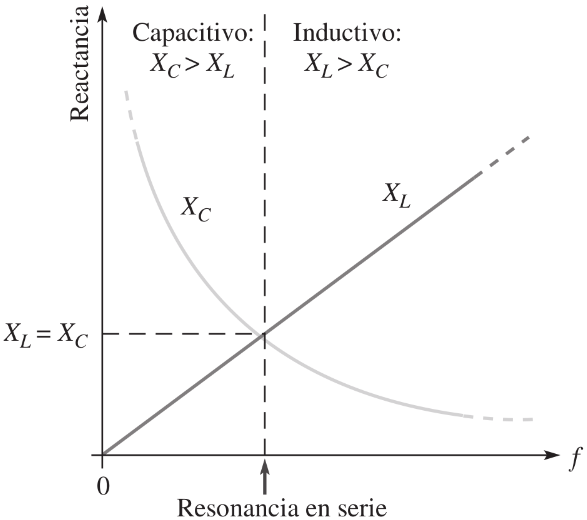 Reactancia
Capacitivo:
X_C > X_L
Inductivo:
X_L > X_C
X_C
X_L
X_L = X_C
0
f
Resonancia en serie